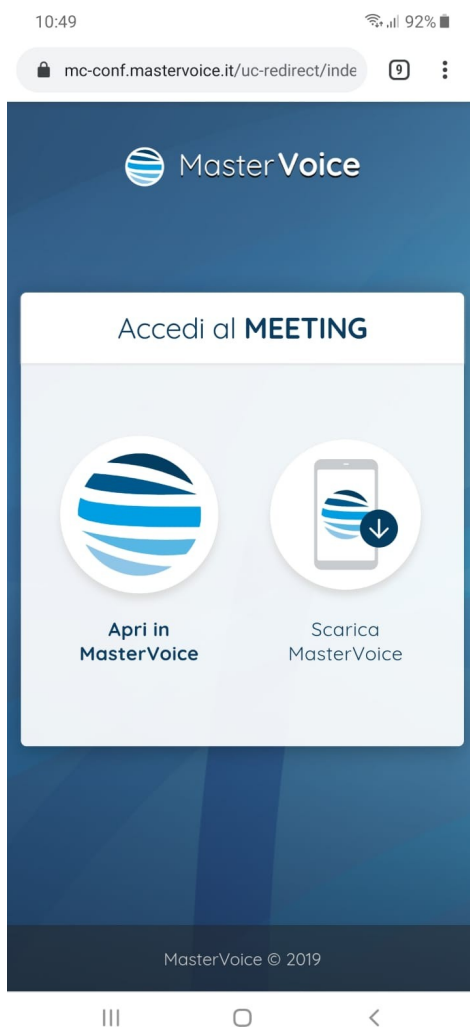 10:49
92%
mc-conf.mastervoice.it/uc-redirect/inde
9
MasterVoice
Accedi al MEETING
Apri in
MasterVoice
Scarica
MasterVoice
MasterVoice © 2019